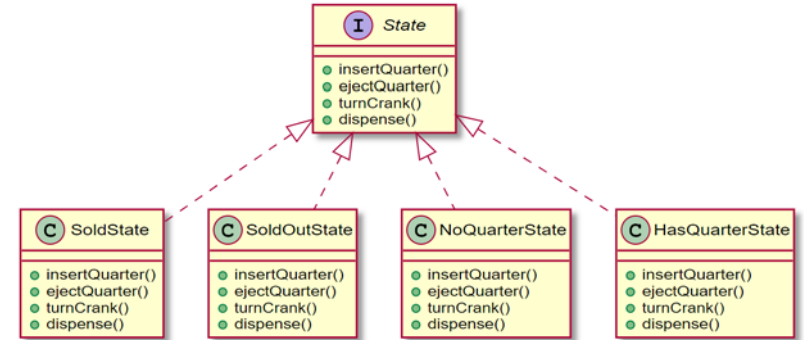 I State
insertQuarter()
ejectQuarter()
turnCrank()
dispense()
C SoldState
insertQuarter()
ejectQuarter()
turnCrank()
dispense()
C SoldOutState
insertQuarter()
ejectQuarter()
turnCrank()
dispense()
C NoQuarterState
insertQuarter()
ejectQuarter()
turnCrank()
dispense()
C HasQuarterState
insertQuarter()
ejectQuarter()
turnCrank()
dispense()